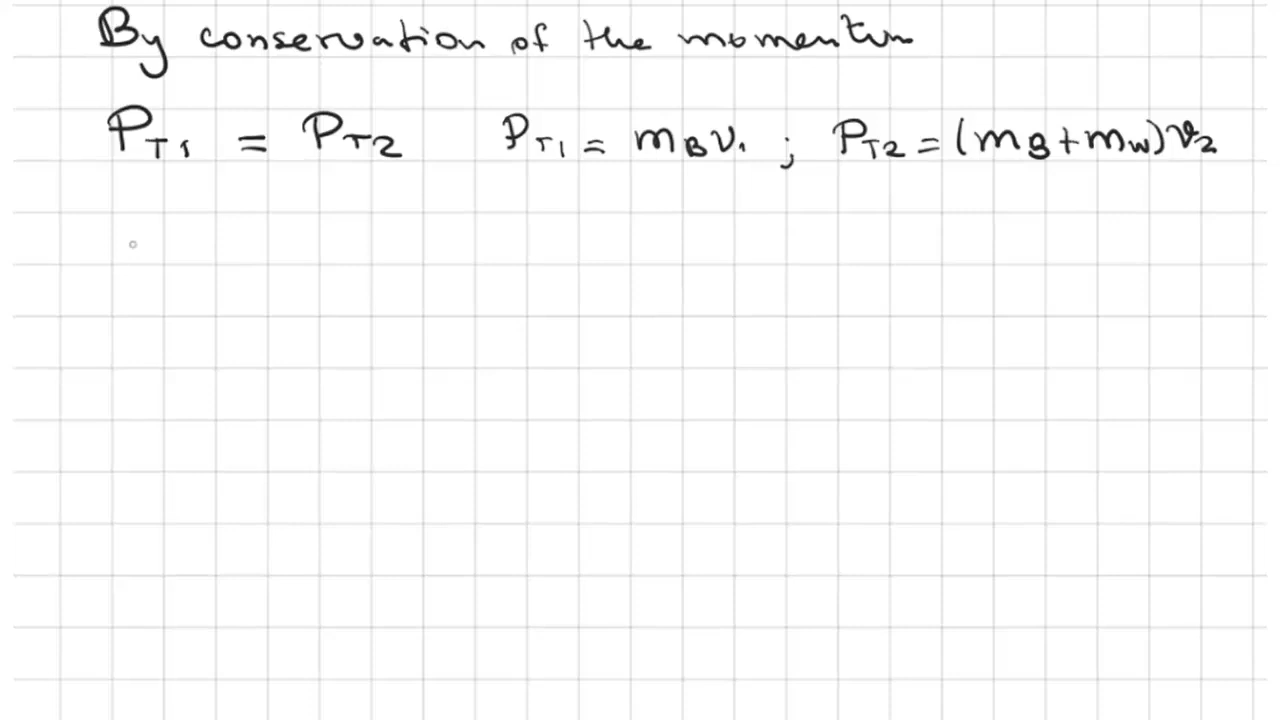 By conservation of the momentum
PT1 = PT2 PT1 = mBv1 ; PT2 = (mB+mw)v2